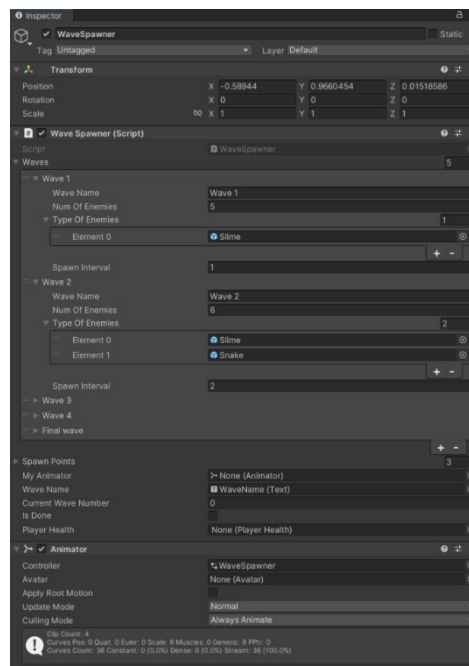 Inspector
WaveSpawner Static
Tag Untagged Layer Default
Transform
Position X -0.58944 Y 0.9660454 Z 0.01518586
Rotation X 0 Y 0 Z 0
Scale X 1 Y 1 Z 1
Wave Spawner (Script)
Script WaveSpawner
Waves 5
Wave 1
Wave Name Wave 1
Num Of Enemies 5
Type Of Enemies 1
Element 0 Slime
+ -
Spawn Interval 1
Wave 2
Wave Name Wave 2
Num Of Enemies 6
Type Of Enemies 2
Element 0 Slime
Element 1 Snake
+ -
Spawn Interval 2
Wave 3
Wave 4
Final wave
+ -
Spawn Points 3
My Animator None (Animator)
Wave Name WaveName (Text)
Current Wave Number 0
Is Done
Player Health None (Player Health)
Animator
Controller WaveSpawner
Avatar None (Avatar)
Apply Root Motion
Update Mode Normal
Culling Mode Always Animate
Clip Count: 4
Curves Pos: 0 Quat: 0 Euler: 0 Scale: 9 Muscles: 0 Generic: 9 PPtr: 0
Curves Count: 36 Constant: 0 (0.0%) Dense: 0 (0.0%) Stream: 36 (100.0%)